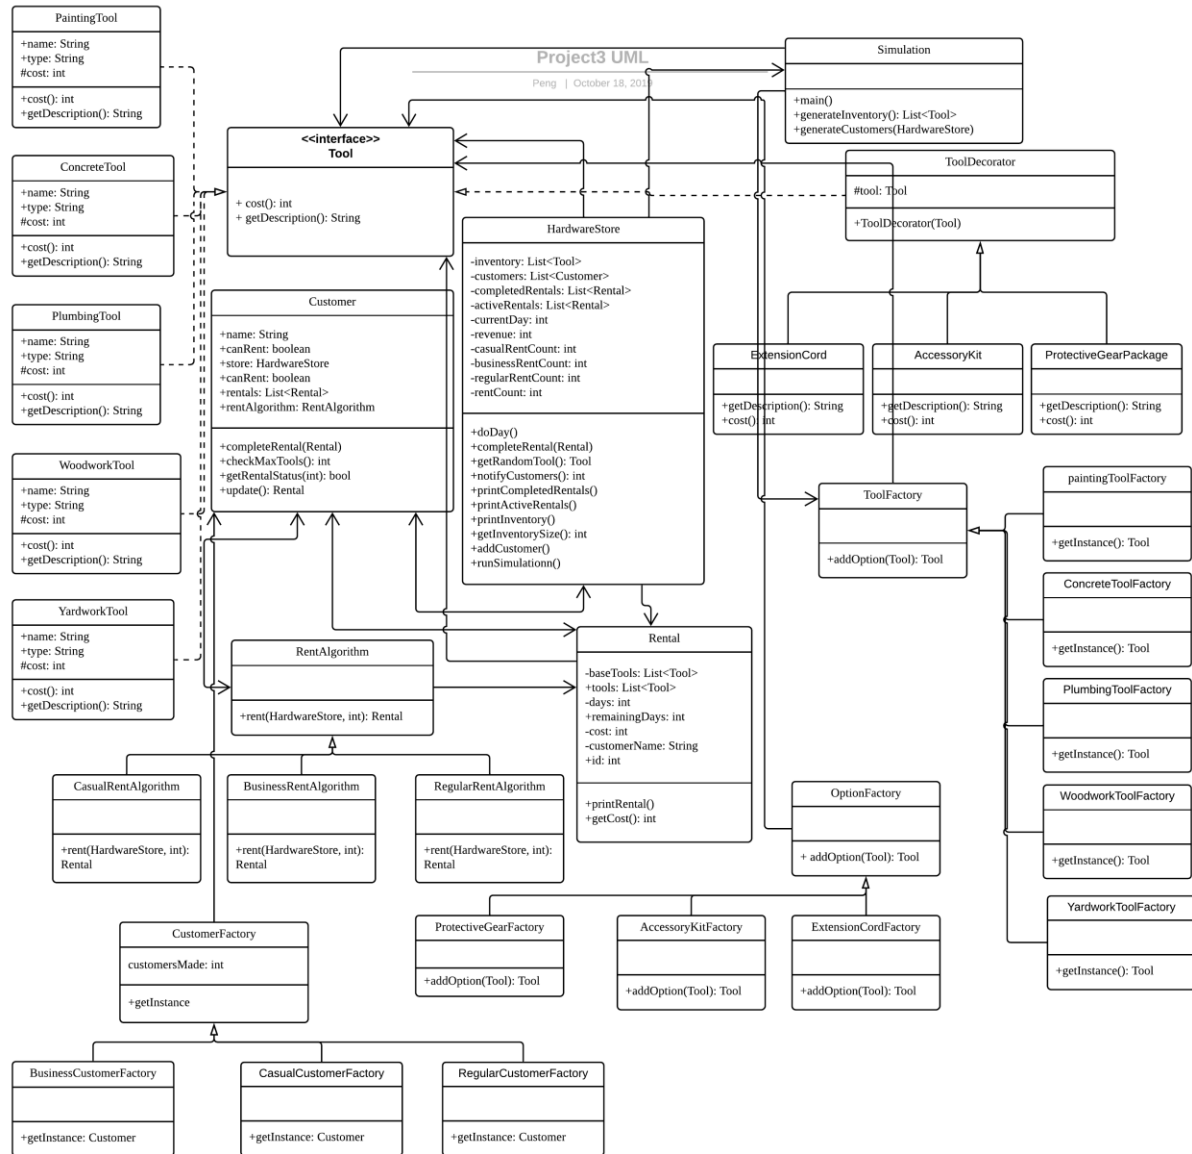 Project3 UML
Peng | October 18, 2019
PaintingTool
+name: String
+type: String
#cost: int
+cost(): int
+getDescription(): String
ConcreteTool
+name: String
+type: String
#cost: int
+cost(): int
+getDescription(): String
PlumbingTool
+name: String
+type: String
#cost: int
+cost(): int
+getDescription(): String
WoodworkTool
+name: String
+type: String
#cost: int
+cost(): int
+getDescription(): String
YardworkTool
+name: String
+type: String
#cost: int
+cost(): int
+getDescription(): String
<<interface>>
Tool
+ cost(): int
+ getDescription(): String
Customer
+name: String
+canRent: boolean
+store: HardwareStore
+canRent: boolean
+rentals: List<Rental>
+rentAlgorithm: RentAlgorithm
+completeRental(Rental)
+checkMaxTools(): int
+getRentalStatus(int): bool
+update(): Rental
HardwareStore
-inventory: List<Tool>
-customers: List<Customer>
-completedRentals: List<Rental>
-activeRentals: List<Rental>
-currentDay: int
-revenue: int
-casualRentCount: int
-businessRentCount: int
-regularRentCount: int
-rentCount: int
+doDay()
+completeRental(Rental)
+getRandomTool: Tool
+notifyCustomers(): int
+printCompletedRentals()
+printActiveRentals()
+printInventory()
+getInventorySize(): int
+addCustomer()
+runSimulationn()
Simulation
+main()
+generateInventory(): List<Tool>
+generateCustomers(HardwareStore)
ToolDecorator
#tool: Tool
+ToolDecorator(Tool)
ExtensionCord
+getDescription(): String
+cost(): int
AccessoryKit
+getDescription(): String
+cost(): int
ProtectiveGearPackage
+getDescription(): String
+cost(): int
ToolFactory
+addOption(Tool): Tool
paintingToolFactory
+getInstance(): Tool
ConcreteToolFactory
+getInstance(): Tool
PlumbingToolFactory
+getInstance(): Tool
WoodworkToolFactory
+getInstance(): Tool
YardworkToolFactory
+getInstance(): Tool
RentAlgorithm
+rent(HardwareStore, int): Rental
CasualRentAlgorithm
+rent(HardwareStore, int):
Rental
BusinessRentAlgorithm
+rent(HardwareStore, int):
Rental
RegularRentAlgorithm
+rent(HardwareStore, int):
Rental
Rental
-baseTools: List<Tool>
+tools: List<Tool>
-days: int
+remainingDays: int
-cost: int
-customerName: String
+id: int
+printRental()
+getCost(): int
OptionFactory
+ addOption(Tool): Tool
ProtectiveGearFactory
+addOption(Tool): Tool
AccessoryKitFactory
+addOption(Tool): Tool
ExtensionCordFactory
+addOption(Tool): Tool
CustomerFactory
customersMade: int
+getInstance
BusinessCustomerFactory
+getInstance: Customer
CasualCustomerFactory
+getInstance: Customer
RegularCustomerFactory
+getInstance: Customer